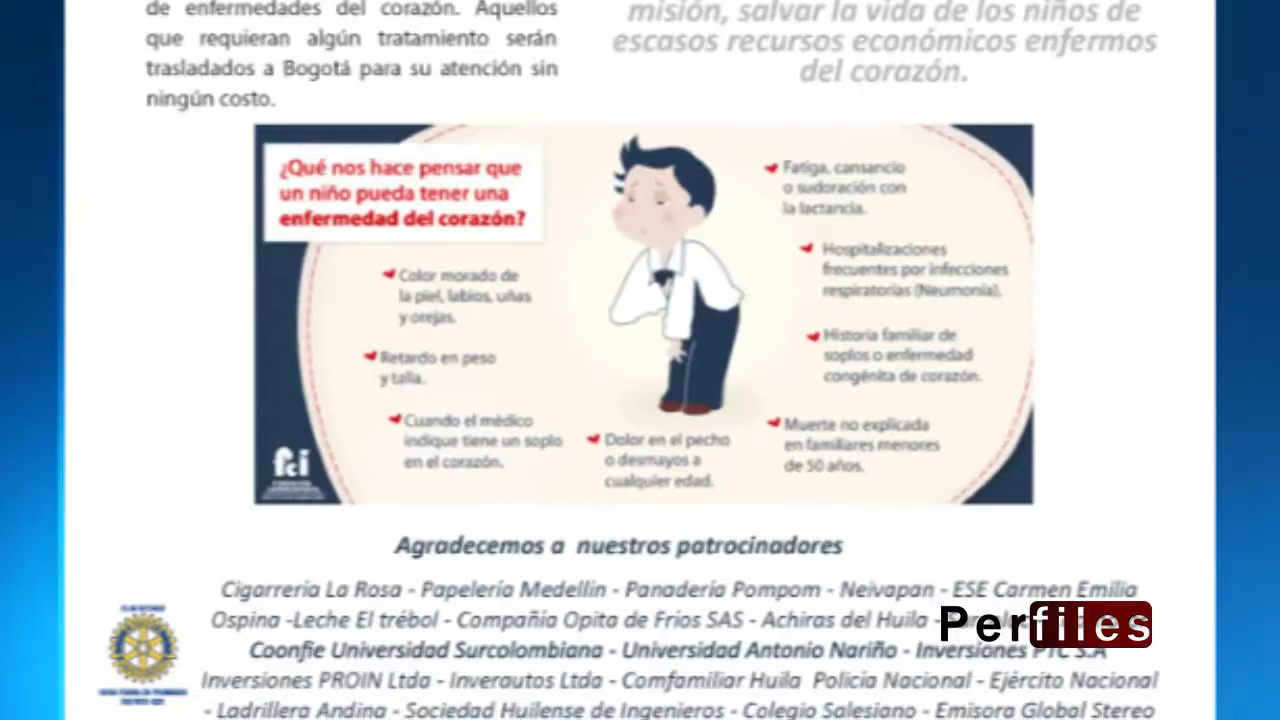 de enfermedades del corazón. Aquellos
que requieran algún tratamiento serán
trasladados a Bogotá para su atención sin
ningún costo.
misión, salvar la vida de los niños de
escasos recursos económicos enfermos
del corazón.
¿Qué nos hace pensar que
un niño pueda tener una
enfermedad del corazón?
Color morado de
la piel, labios, uñas
y orejas.
Retardo en peso
y talla.
Cuando el médico
indique tiene un soplo
en el corazón.
Dolor en el pecho
o desmayos a
cualquier edad.
Fatiga, cansancio
o sudoración con
la lactancia.
Hospitalizaciones
frecuentes por infecciones
respiratorias (Neumonía).
Historia familiar de
soplos o enfermedad
congénita de corazón.
Muerte no explicada
en familiares menores
de 50 años.
fci
Agradecemos a nuestros patrocinadores
Cigarrería La Rosa - Papelería Medellin - Panadería Pompom - Neivapan - ESE Carmen Emilia
Ospina -Leche El trébol - Compañía Opita de Frios SAS - Achiras del Huila -
Coonfie Universidad Surcolombiana - Universidad Antonio Nariño - Inversiones PTC S.A
Inversiones PROIN Ltda - Inverautos Ltda - Comfamiliar Huila Policía Nacional - Ejército Nacional
- Ladrillera Andina - Sociedad Huilense de Ingenieros - Colegio Salesiano - Emisora Global Stereo
Perfiles